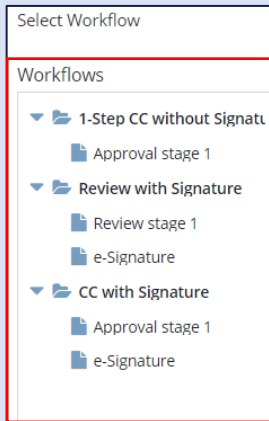 Select Workflow
Workflows
1-Step CC without Signatu
Approval stage 1
Review with Signature
Review stage 1
e-Signature
CC with Signature
Approval stage 1
e-Signature